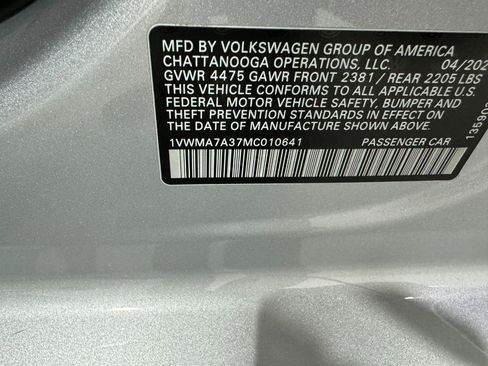 MFD BY VOLKSWAGEN GROUP OF AMERICA
CHATTANOOGA OPERATIONS, LLC. 04/202
GVWR 4475 GAWR FRONT 2381 / REAR 2205 LBS
THIS VEHICLE CONFORMS TO ALL APPLICABLE U.S.
FEDERAL MOTOR VEHICLE SAFETY, BUMPER AND
THEFT PREVENTION STANDARDS IN EFFECT ON
THE DATE OF MANUFACTURE SHOWN ABOVE.
1VWMA7A37MC010641 PASSENGER CAR